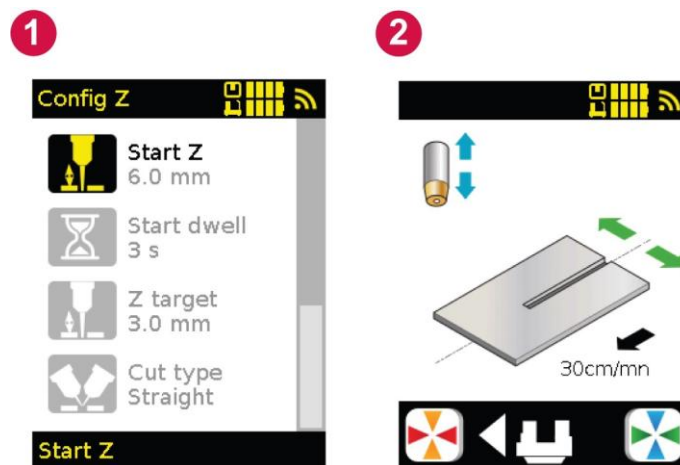 1
2
Config Z
Start Z
6.0 mm
Start dwell
3 s
Z target
3.0 mm
Cut type
Straight
Start Z
30cm/mn